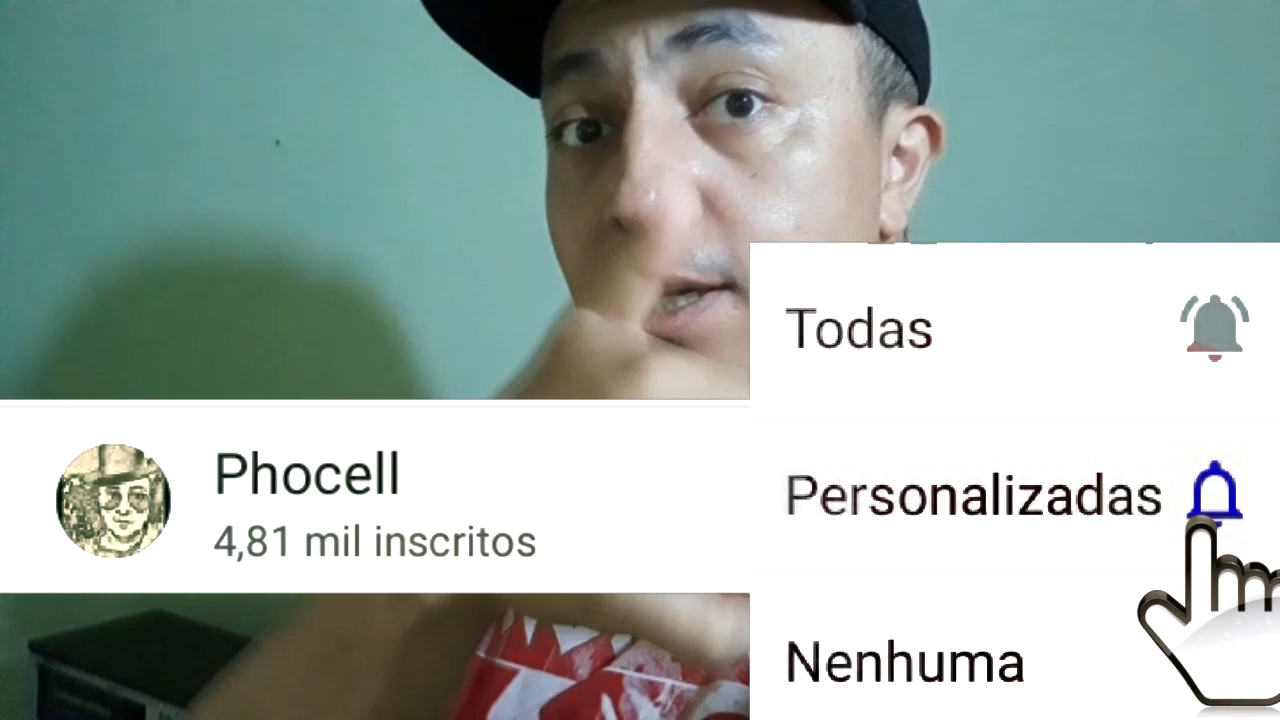 Todas
Phocell
4,81 mil inscritos
Personalizadas
Nenhuma